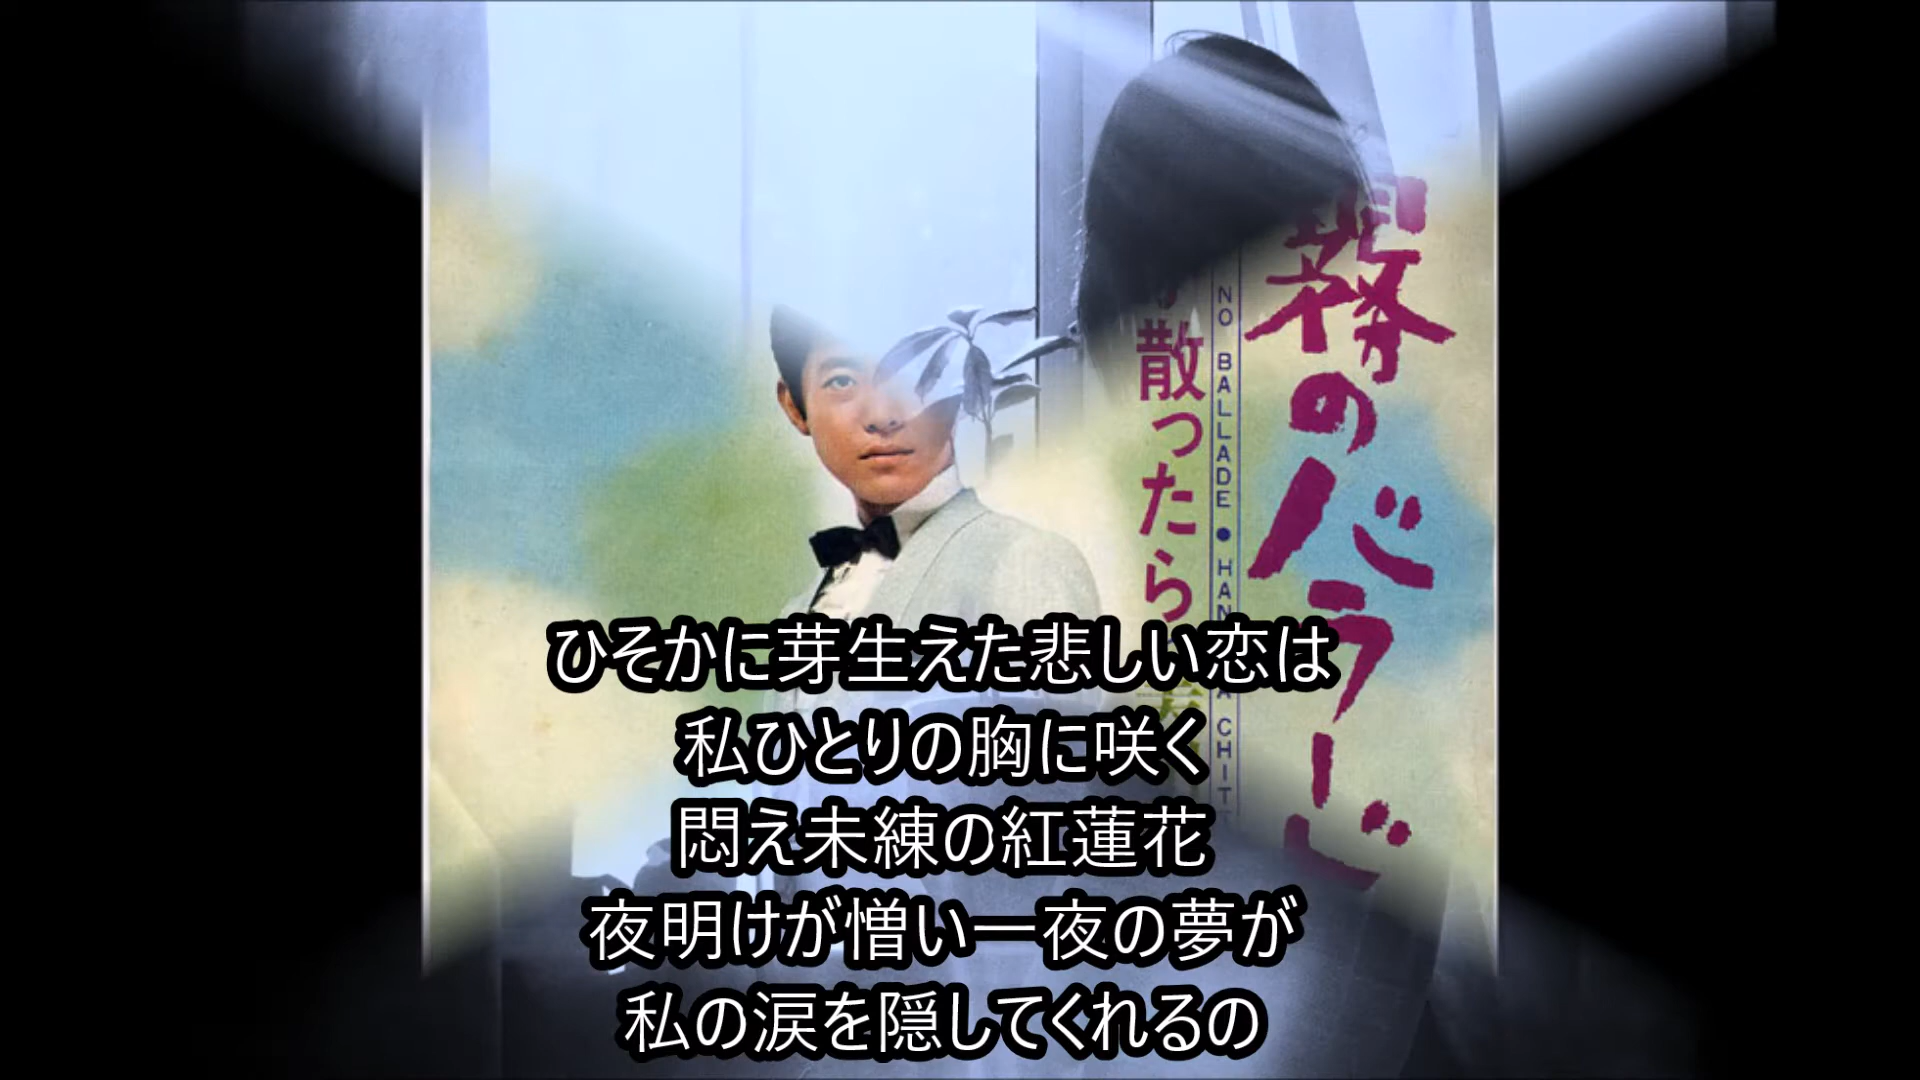 霧のバラード
NO BALLADE ● HAN A CHIT
散ったら
ひそかに芽生えた悲しい恋は
私ひとりの胸に咲く
悶え未練の紅蓮花
夜明けが憎い一夜の夢が
私の涙を隠してくれるの